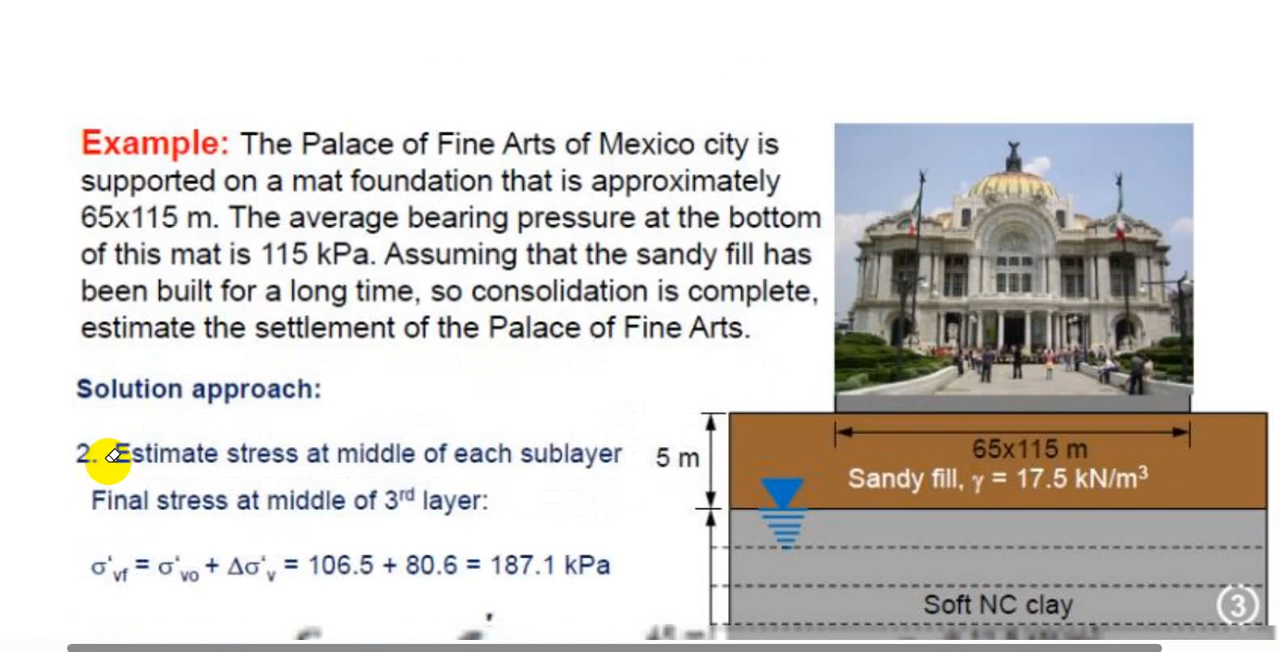 Example: The Palace of Fine Arts of Mexico city is
supported on a mat foundation that is approximately
65x115 m. The average bearing pressure at the bottom
of this mat is 115 kPa. Assuming that the sandy fill has
been built for a long time, so consolidation is complete,
estimate the settlement of the Palace of Fine Arts.
Solution approach:
2. Estimate stress at middle of each sublayer
Final stress at middle of 3rd layer:
σ'vf = σ'vo + Δσ'v = 106.5 + 80.6 = 187.1 kPa
5 m
65x115 m
Sandy fill, γ = 17.5 kN/m³
Soft NC clay
3